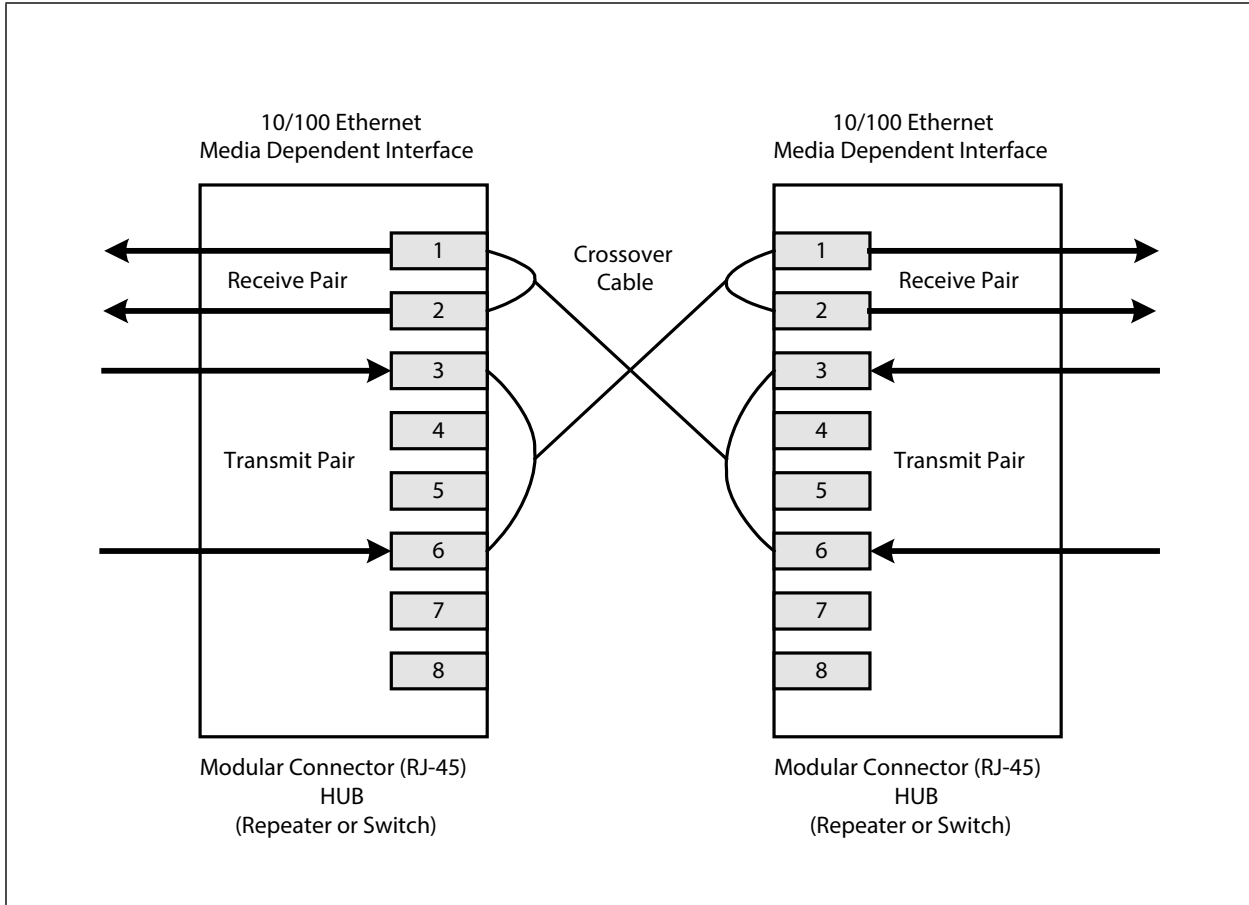 10/100 Ethernet
Media Dependent Interface
10/100 Ethernet
Media Dependent Interface
1
Receive Pair
2
3
4
Transmit Pair
5
6
7
8
Crossover
Cable
1
Receive Pair
2
3
4
Transmit Pair
5
6
7
8
Modular Connector (RJ-45)
HUB
(Repeater or Switch)
Modular Connector (RJ-45)
HUB
(Repeater or Switch)